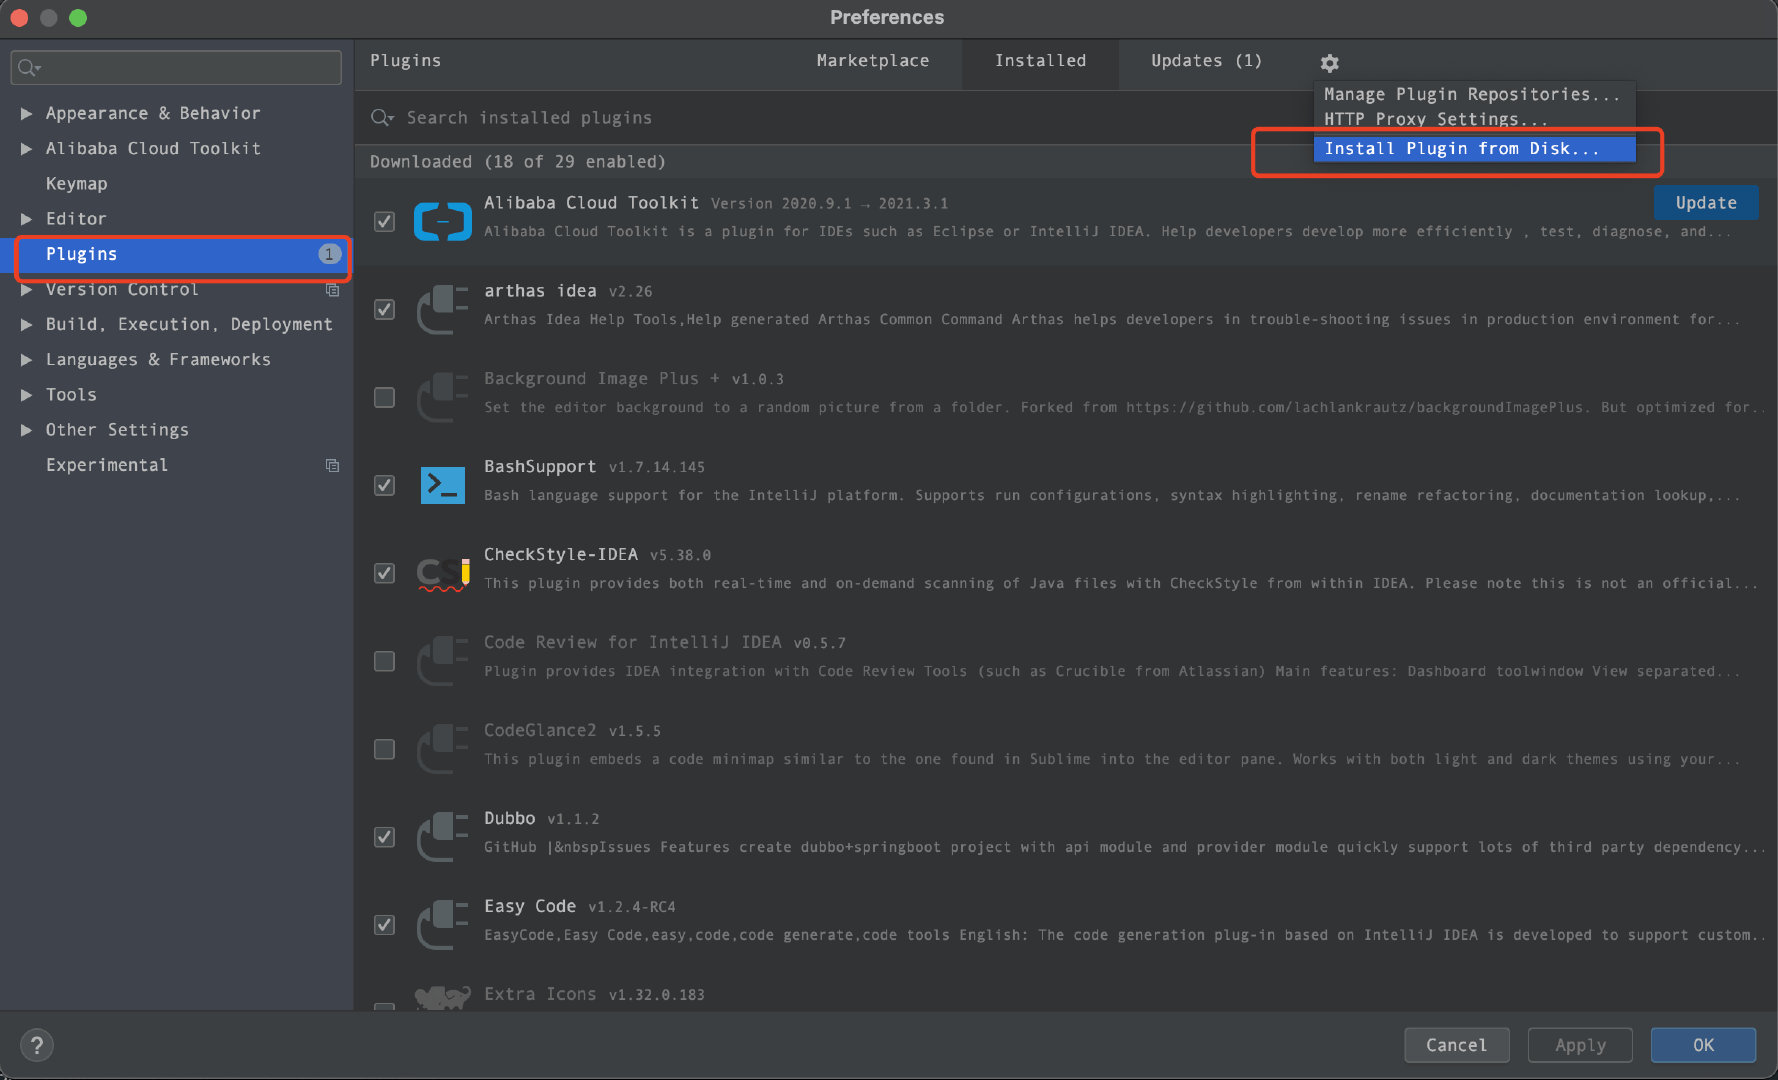 Preferences
Plugins
Marketplace
Installed
Updates (1)
Manage Plugin Repositories...
HTTP Proxy Settings...
Install Plugin from Disk...
Appearance & Behavior
Alibaba Cloud Toolkit
Keymap
Editor
Plugins 1
Version Control
Build, Execution, Deployment
Languages & Frameworks
Tools
Other Settings
Experimental
Search installed plugins
Downloaded (18 of 29 enabled)
Alibaba Cloud Toolkit Version 2020.9.1 → 2021.3.1
Update
Alibaba Cloud Toolkit is a plugin for IDEs such as Eclipse or IntelliJ IDEA. Help developers develop more efficiently , test, diagnose, and...
arthas idea v2.26
Arthas Idea Help Tools,Help generated Arthas Common Command Arthas helps developers in trouble-shooting issues in production environment for...
Background Image Plus + v1.0.3
Set the editor background to a random picture from a folder. Forked from https://github.com/lachlankrautz/backgroundImagePlus. But optimized for..
BashSupport v1.7.14.145
Bash language support for the IntelliJ platform. Supports run configurations, syntax highlighting, rename refactoring, documentation lookup,...
CS
CheckStyle-IDEA v5.38.0
This plugin provides both real-time and on-demand scanning of Java files with CheckStyle from within IDEA. Please note this is not an official...
Code Review for IntelliJ IDEA v0.5.7
Plugin provides IDEA integration with Code Review Tools (such as Crucible from Atlassian) Main features: Dashboard toolwindow View separated...
CodeGlance2 v1.5.5
This plugin embeds a code minimap similar to the one found in Sublime into the editor pane. Works with both light and dark themes using your...
Dubbo v1.1.2
GitHub |&nbspIssues Features create dubbo+springboot project with api module and provider module quickly support lots of third party dependency...
Easy Code v1.2.4-RC4
EasyCode,Easy Code,easy,code,code generate,code tools English: The code generation plug-in based on IntelliJ IDEA is developed to support custom..
Extra Icons v1.32.0.183
?
Cancel
Apply
OK